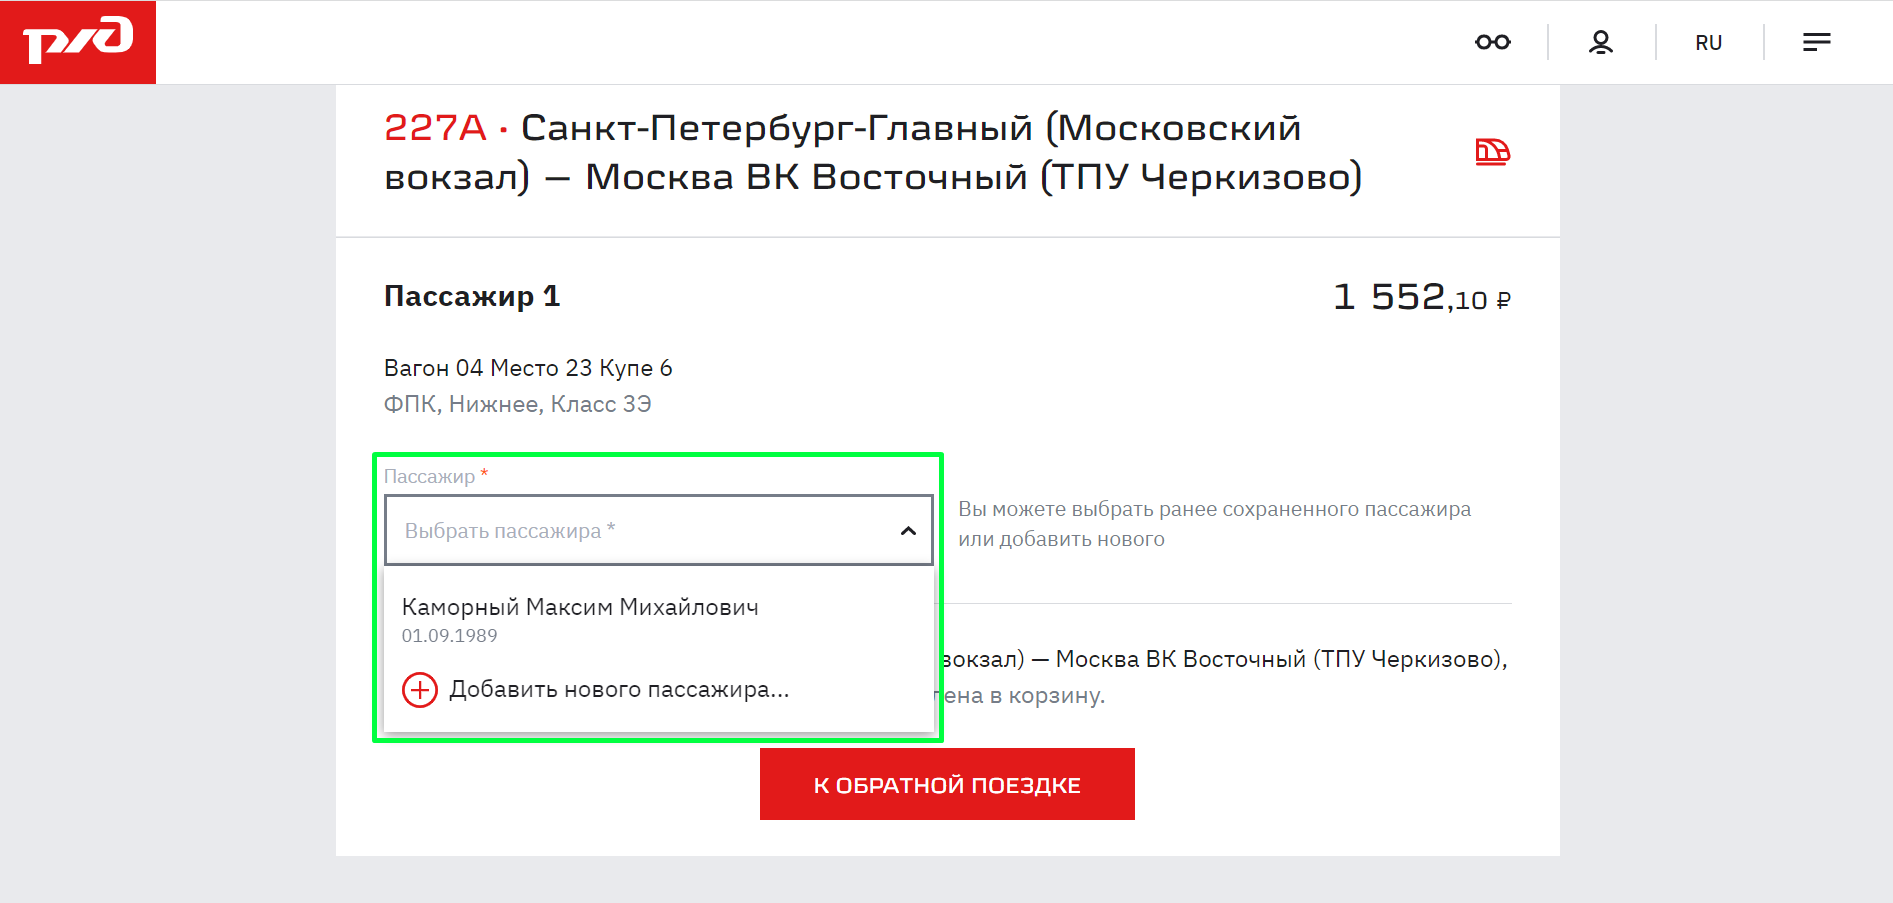 ржд
RU
227А · Санкт-Петербург-Главный (Московский
вокзал) — Москва ВК Восточный (ТПУ Черкизово)
Пассажир 1
1 552,10 ₽
Вагон 04 Место 23 Купе 6
ФПК, Нижнее, Класс 3Э
Пассажир *
Выбрать пассажира *
Вы можете выбрать ранее сохраненного пассажира
или добавить нового
Каморный Максим Михайлович
01.09.1989
вокзал) — Москва ВК Восточный (ТПУ Черкизово),
Добавить нового пассажира...
лена в корзину.
К ОБРАТНОЙ ПОЕЗДКЕ